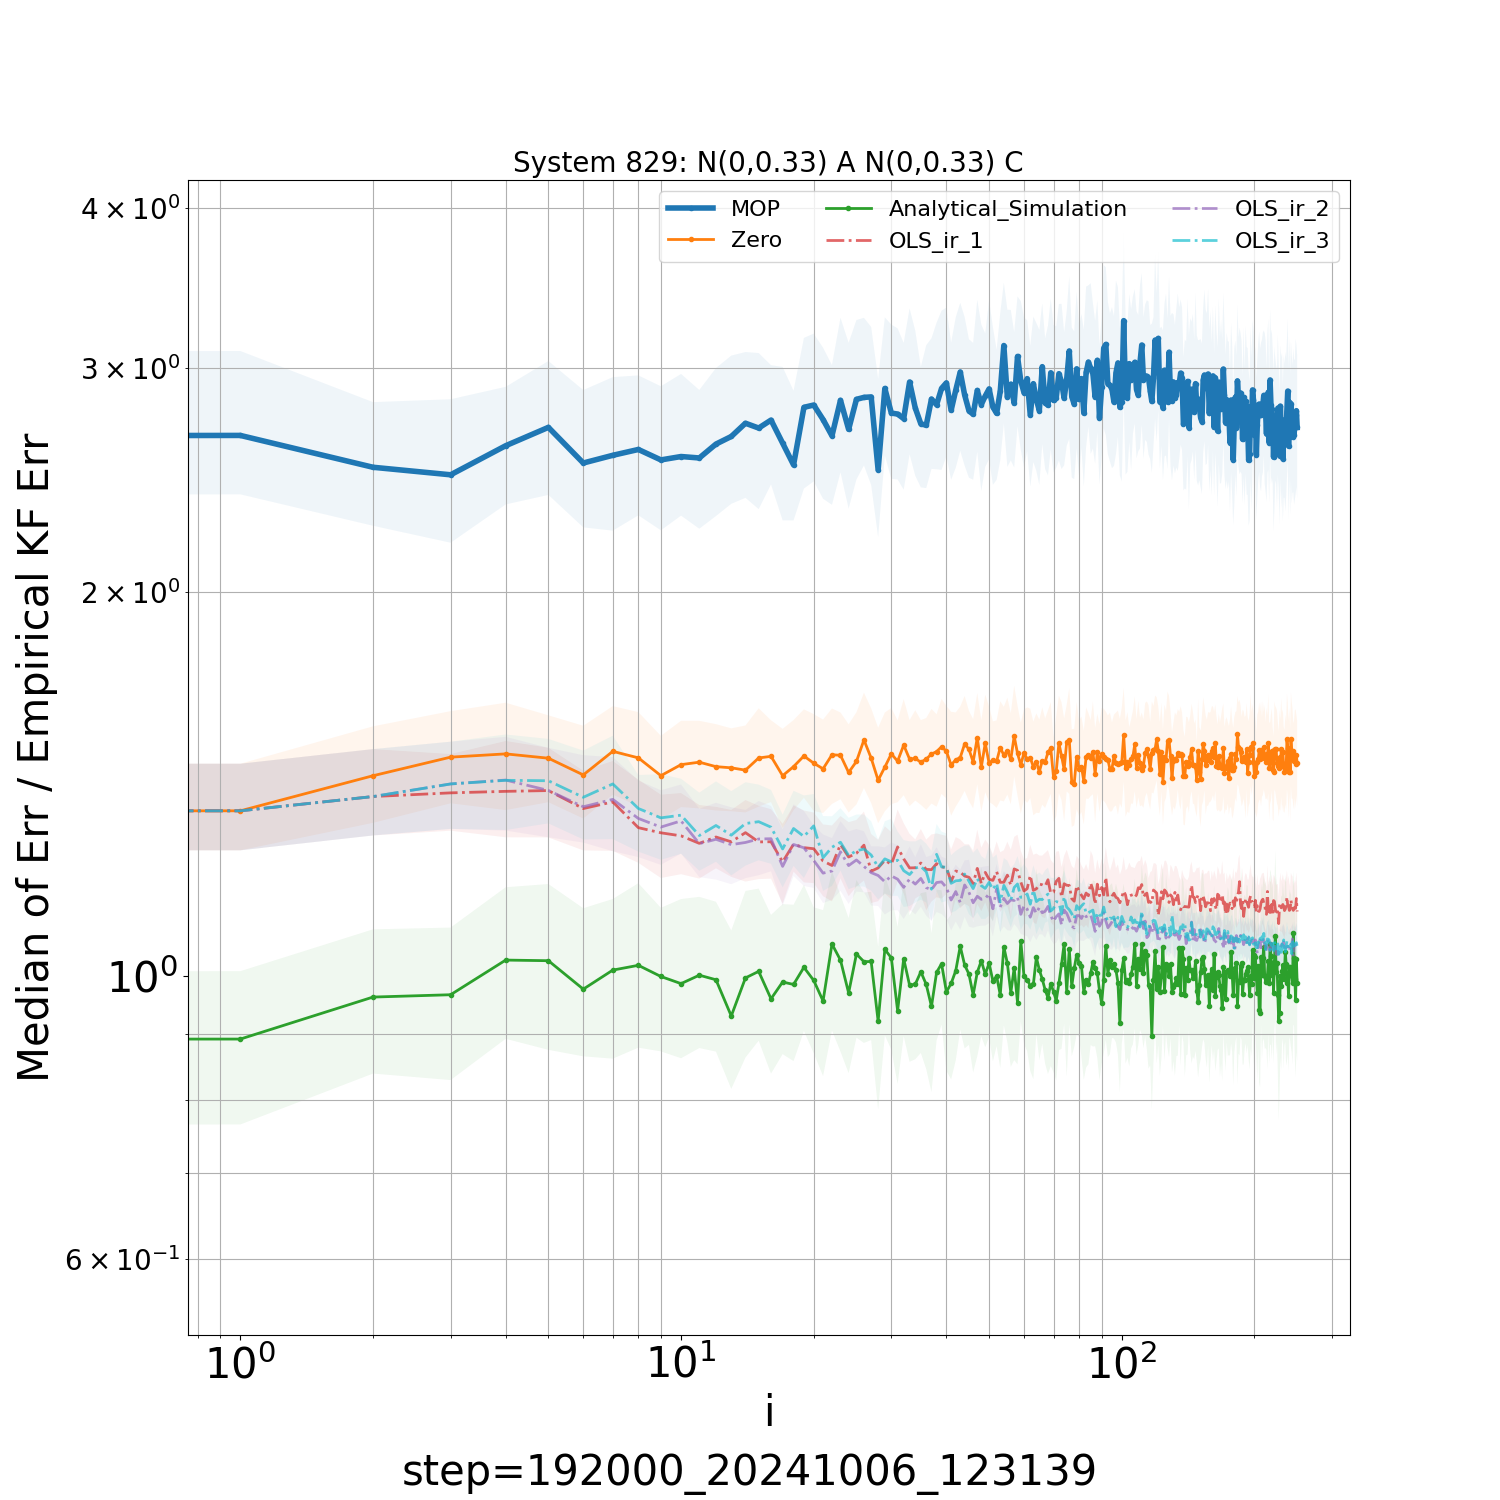 System 829: N(0,0.33) A N(0,0.33) C
MOP
Zero
Analytical_Simulation
OLS_ir_1
OLS_ir_2
OLS_ir_3
Median of Err / Empirical KF Err
4 × 10⁰
3 × 10⁰
2 × 10⁰
10⁰
6 × 10⁻¹
10⁰
10¹
10²
i
step=192000_20241006_123139